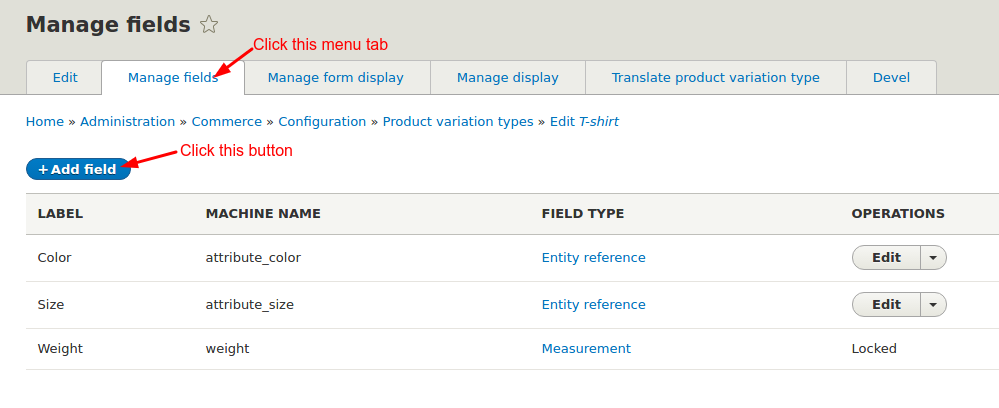 Manage fields
Click this menu tab
Edit Manage fields Manage form display Manage display Translate product variation type Devel
Home » Administration » Commerce » Configuration » Product variation types » Edit T-shirt
Click this button
+ Add field
LABEL MACHINE NAME FIELD TYPE OPERATIONS
Color attribute_color Entity reference Edit
Size attribute_size Entity reference Edit
Weight weight Measurement Locked